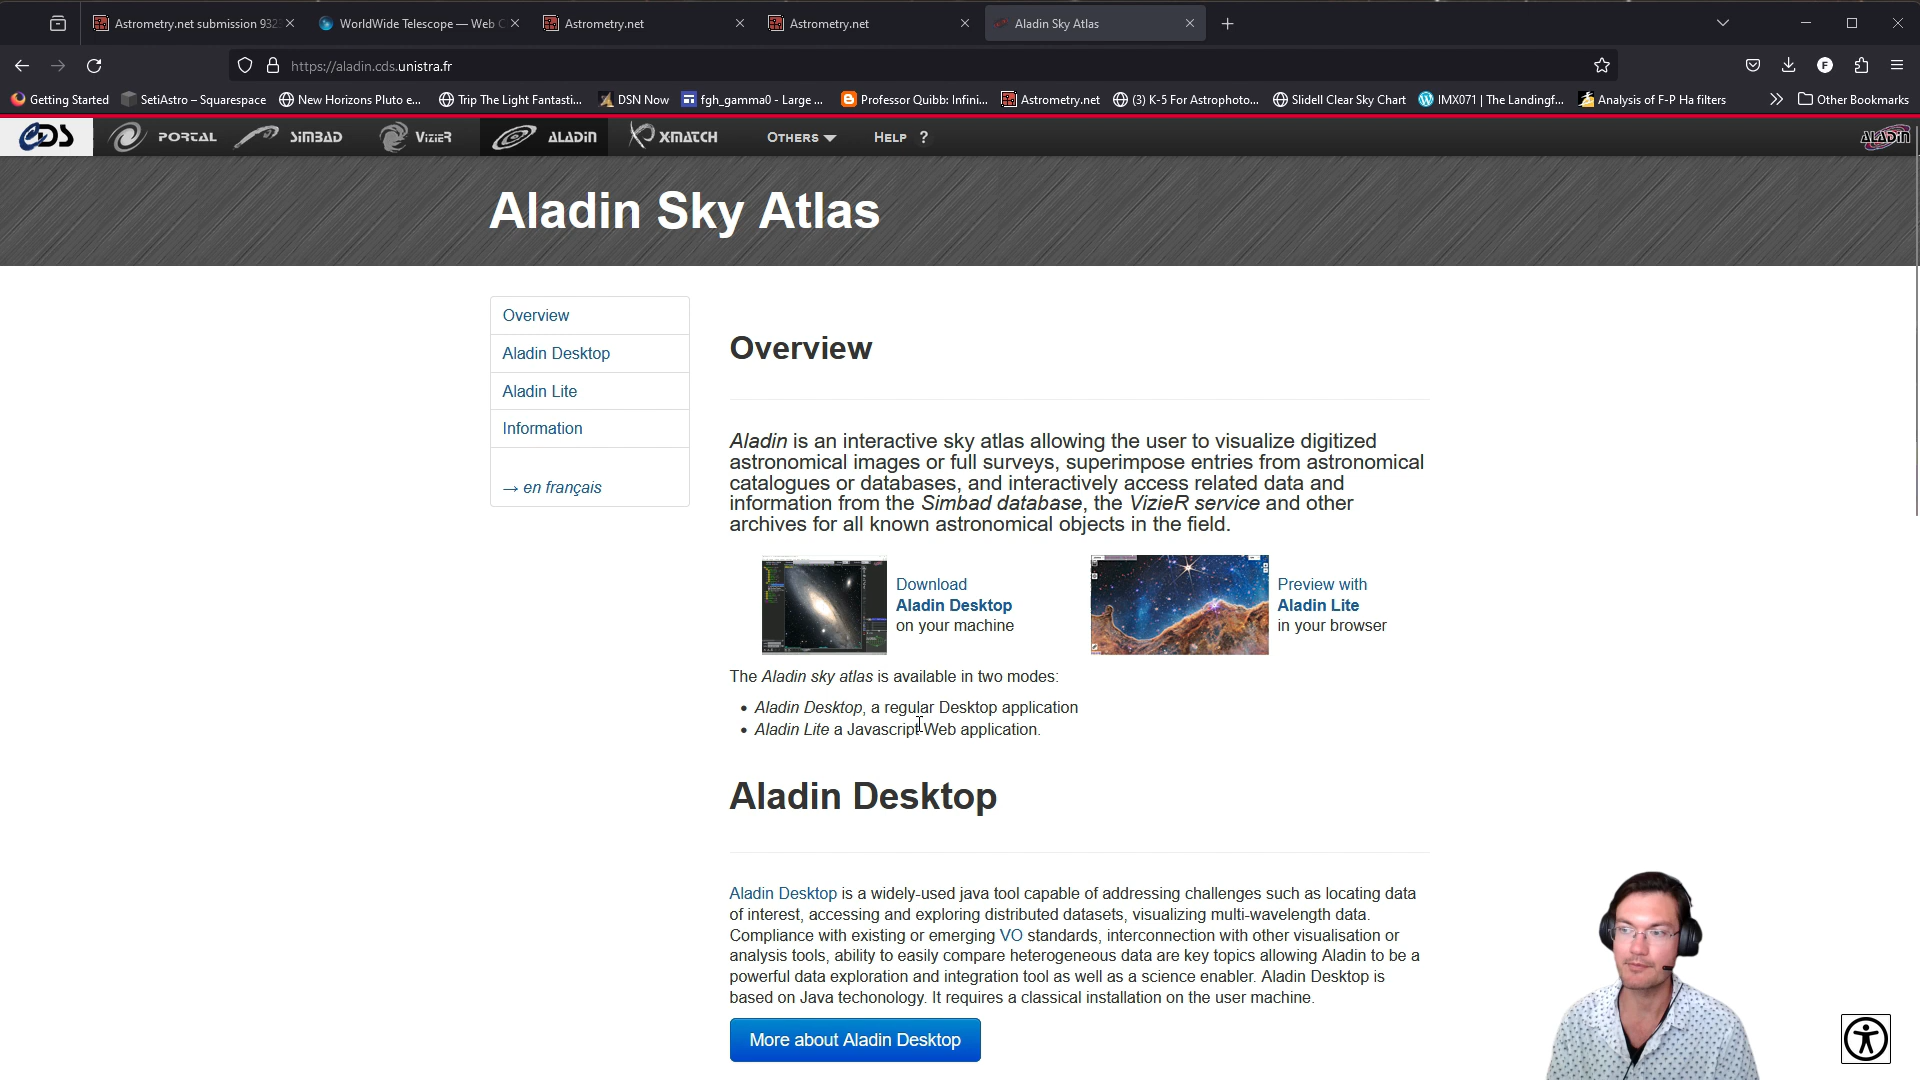 Astrometry.net submission 932
WorldWide Telescope — Web C
Astrometry.net
Astrometry.net
Aladin Sky Atlas
https://aladin.cds.unistra.fr
Getting Started
SetiAstro – Squarespace
New Horizons Pluto e...
Trip The Light Fantasti...
DSN Now
fgh_gamma0 - Large ...
Professor Quibb: Infini...
Astrometry.net
(3) K-5 For Astrophoto...
Slidell Clear Sky Chart
IMX071 | The Landingf...
Analysis of F-P Ha filters
Other Bookmarks
CDS
PORTAL
SIMBAD
VizieR
ALADIN
XMATCH
OTHERS
HELP ?
ALADIN
Aladin Sky Atlas
Overview
Aladin Desktop
Aladin Lite
Information
→ en français
Overview
Aladin is an interactive sky atlas allowing the user to visualize digitized
astronomical images or full surveys, superimpose entries from astronomical
catalogues or databases, and interactively access related data and
information from the Simbad database, the VizieR service and other
archives for all known astronomical objects in the field.
Download
Aladin Desktop
on your machine
Preview with
Aladin Lite
in your browser
The Aladin sky atlas is available in two modes:
• Aladin Desktop, a regular Desktop application
• Aladin Lite a Javascript Web application.
Aladin Desktop
Aladin Desktop is a widely-used java tool capable of addressing challenges such as locating data
of interest, accessing and exploring distributed datasets, visualizing multi-wavelength data.
Compliance with existing or emerging VO standards, interconnection with other visualisation or
analysis tools, ability to easily compare heterogeneous data are key topics allowing Aladin to be a
powerful data exploration and integration tool as well as a science enabler. Aladin Desktop is
based on Java techonology. It requires a classical installation on the user machine.
More about Aladin Desktop